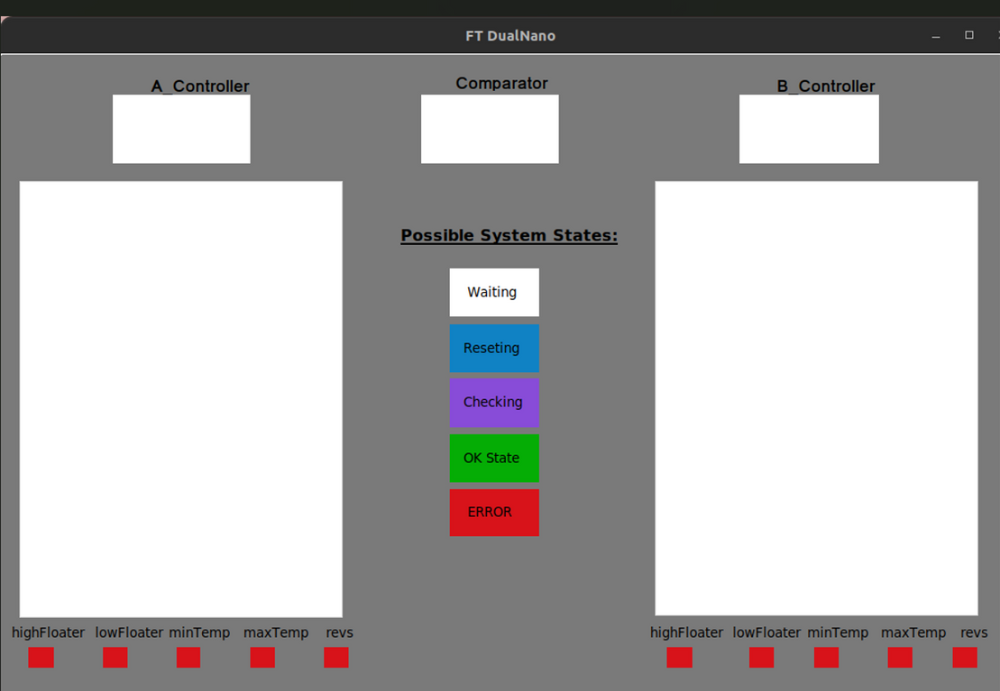 FT DualNano
A_Controller
Comparator
B_Controller
Possible System States:
Waiting
Reseting
Checking
OK State
ERROR
highFloater lowFloater minTemp maxTemp revs
highFloater lowFloater minTemp maxTemp revs